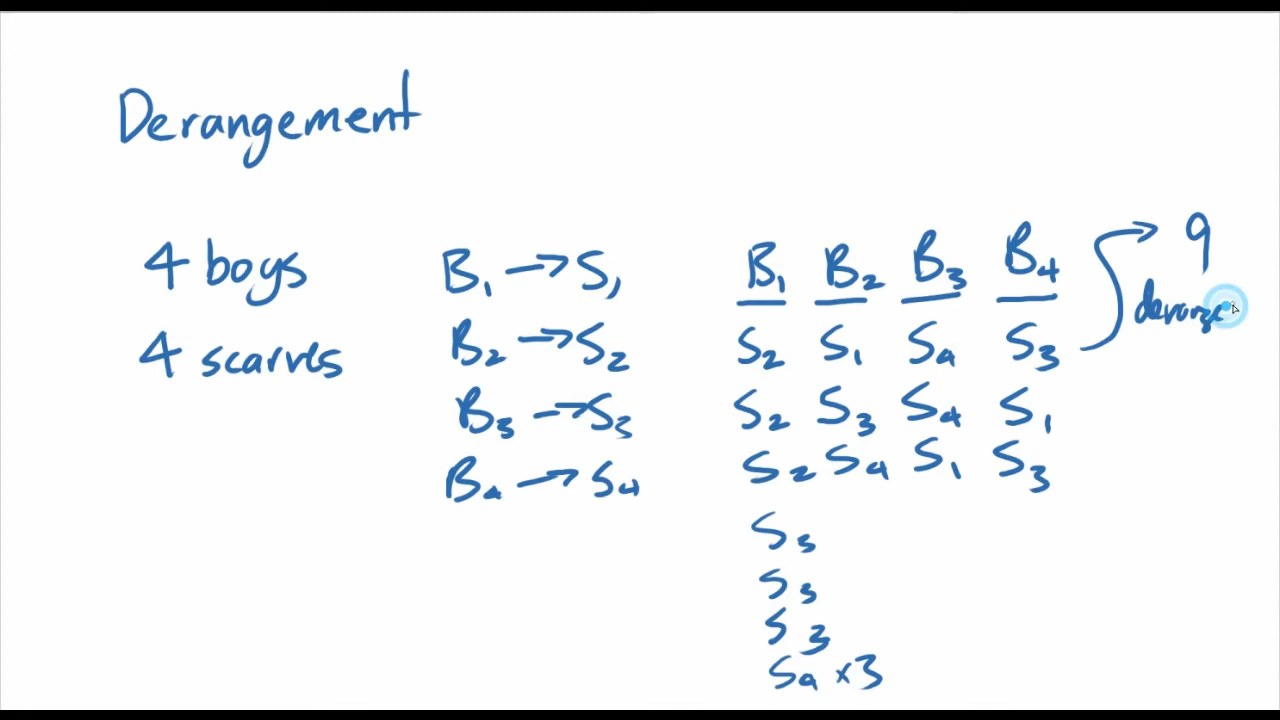 Derangement
4 boys
4 scarves
B₁ → S₁
B₂ → S₂
B₃ → S₃
B₄ → S₄
B₁ B₂ B₃ B₄
S₂ S₁ S₄ S₃
S₂ S₃ S₄ S₁
S₂ S₄ S₁ S₃
S₃
S₃
S₃
S₄ × 3
→ 9